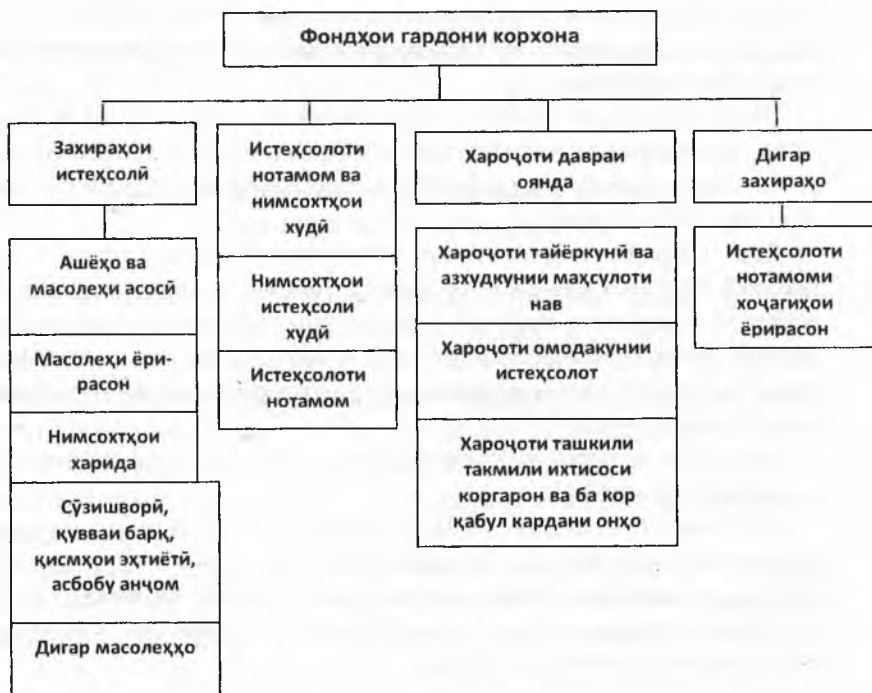 Фондҳои гардони корхона
Захираҳои
истеҳсолӣ
Ашёҳо ва
масолеҳи асосӣ
Масолеҳи ёри-
расон
Нимсохтҳои
харида
Сӯзишворӣ,
қувваи барқ,
қисмҳои эҳтиётӣ,
асбобу анҷом
Дигар масолеҳҳо
Истеҳсолоти
нотамом ва
нимсохтҳои
худӣ
Нимсохтҳои
истеҳсоли
худӣ
Истеҳсолоти
нотамом
Хароҷоти давраи
оянда
Хароҷоти тайёркунӣ ва
азхудкунии маҳсулоти
нав
Хароҷоти омодакунии
истеҳсолот
Хароҷоти ташкили
такмили ихтисоси
коргарон ва ба кор
қабул кардани онҳо
Дигар
захираҳо
Истеҳсолоти
нотамоми
хоҷагиҳои
ёрирасон